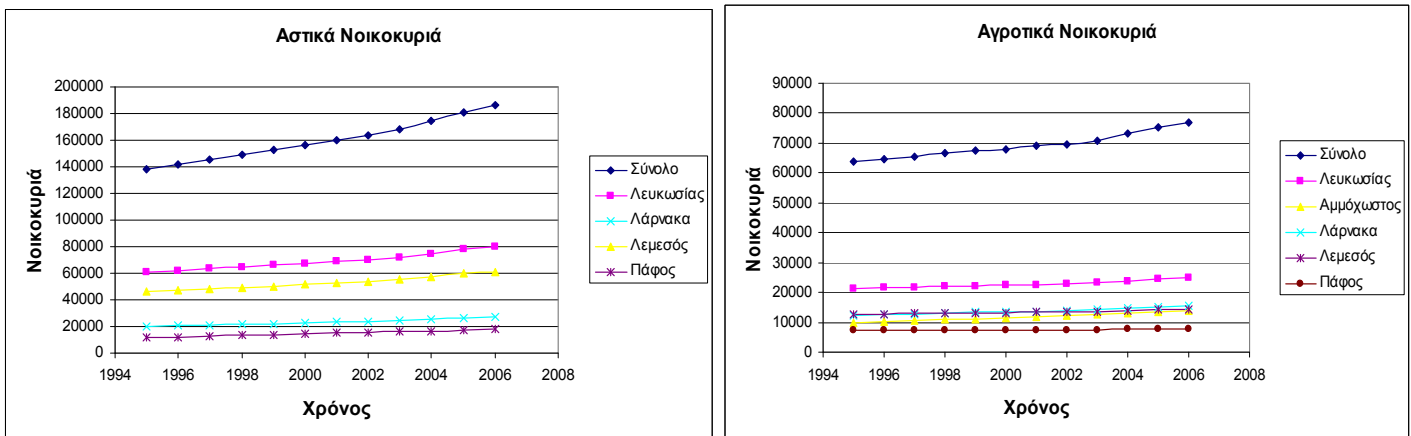 Αστικά Νοικοκυριά
Νοικοκυριά
200000
180000
160000
140000
120000
100000
80000
60000
40000
20000
0
1994 1996 1998 2000 2002 2004 2006 2008
Χρόνος
Σύνολο
Λευκωσίας
Λάρνακα
Λεμεσός
Πάφος
Αγροτικά Νοικοκυριά
Νοικοκυριά
90000
80000
70000
60000
50000
40000
30000
20000
10000
0
1994 1996 1998 2000 2002 2004 2006 2008
Χρόνος
Σύνολο
Λευκωσίας
Αμμόχωστος
Λάρνακα
Λεμεσός
Πάφος